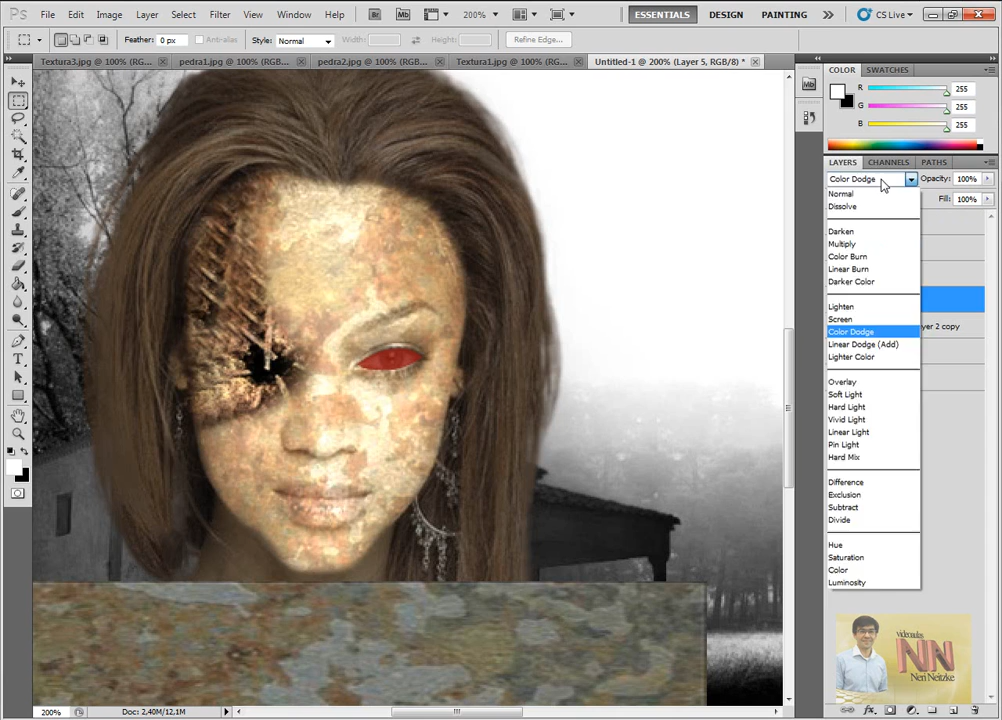 Ps File Edit Image Layer Select Filter View Window Help Br Mb 200% ESSENTIALS DESIGN PAINTING CS Live
Feather: 0 px Anti-alias Style: Normal Width: Height: Refine Edge...
Textura3.jpg @ 100% (RG... pedra1.jpg @ 100% (RGB... pedra2.jpg @ 100% (RGB... Textura1.jpg @ 100% (RG... Untitled-1 @ 200% (Layer 5, RGB/8) *
COLOR SWATCHES
R 255
G 255
B 255
Mb
LAYERS CHANNELS PATHS
Color Dodge Opacity: 100%
Fill: 100%
Normal
Dissolve
Darken
Multiply
Color Burn
Linear Burn
Darker Color
Lighten
Screen
yer 2 copy
Color Dodge
Linear Dodge (Add)
Lighter Color
Overlay
Soft Light
Hard Light
Vivid Light
Linear Light
Pin Light
Hard Mix
Difference
Exclusion
Subtract
Divide
Hue
Saturation
Color
Luminosity
videoaulas
NN
Neri Neitzke
200% Doc: 2,40M/12,1M